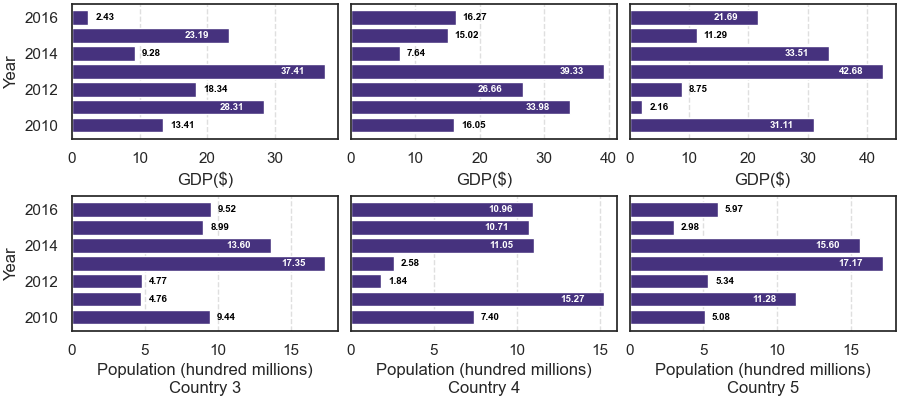 2016
2014
2012
2010
Year
2.43
23.19
9.28
37.41
18.34
28.31
13.41
0 10 20 30
GDP($)
16.27
15.02
7.64
39.33
26.66
33.98
16.05
0 10 20 30 40
GDP($)
21.69
11.29
33.51
42.68
8.75
2.16
31.11
0 10 20 30 40
GDP($)
2016
2014
2012
2010
Year
9.52
8.99
13.60
17.35
4.77
4.76
9.44
0 5 10 15
Population (hundred millions)
Country 3
10.96
10.71
11.05
2.58
1.84
15.27
7.40
0 5 10 15
Population (hundred millions)
Country 4
5.97
2.98
15.60
17.17
5.34
11.28
5.08
0 5 10 15
Population (hundred millions)
Country 5